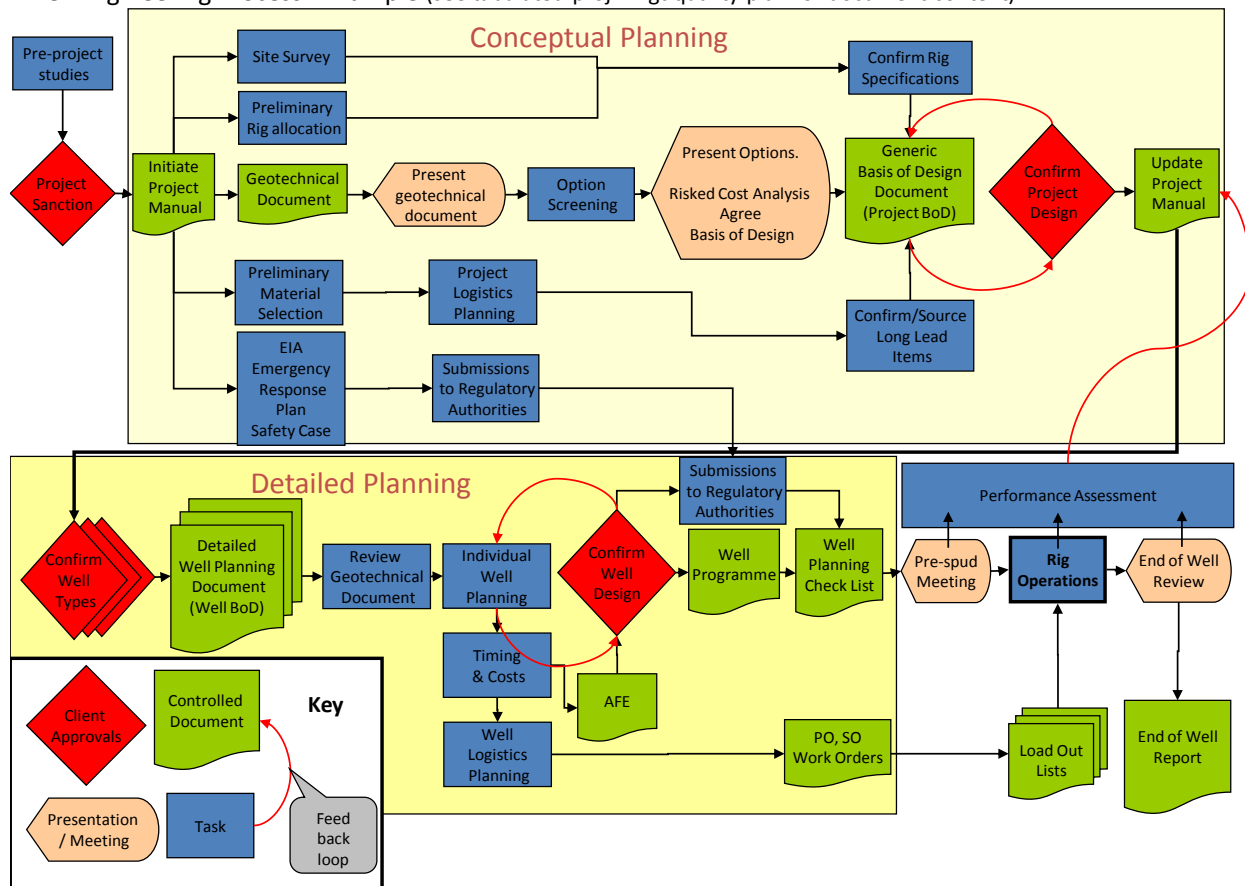 Conceptual Planning
Pre-project
studies
Site Survey
Confirm Rig
Specifications
Preliminary
Rig allocation
Project
Sanction
Initiate
Project
Manual
Geotechnical
Document
Present
geotechnical
document
Option
Screening
Present Options.
Risked Cost Analysis
Agree
Basis of Design
Generic
Basis of Design
Document
(Project BoD)
Confirm
Project
Design
Update
Project
Manual
Preliminary
Material
Selection
Project
Logistics
Planning
Confirm/Source
Long Lead
Items
EIA
Emergency
Response
Plan
Safety Case
Submissions
to Regulatory
Authorities
Detailed Planning
Submissions
to Regulatory
Authorities
Performance Assessment
Confirm
Well
Types
Detailed
Well Planning
Document
(Well BoD)
Review
Geotechnical
Document
Individual
Well
Planning
Confirm
Well
Design
Well
Programme
Well
Planning
Check List
Pre-spud
Meeting
Rig
Operations
End of Well
Review
Timing
& Costs
AFE
Well
Logistics
Planning
PO, SO
Work Orders
Load Out
Lists
End of Well
Report
Key
Client
Approvals
Controlled
Document
Presentation
/ Meeting
Task
Feed
back
loop